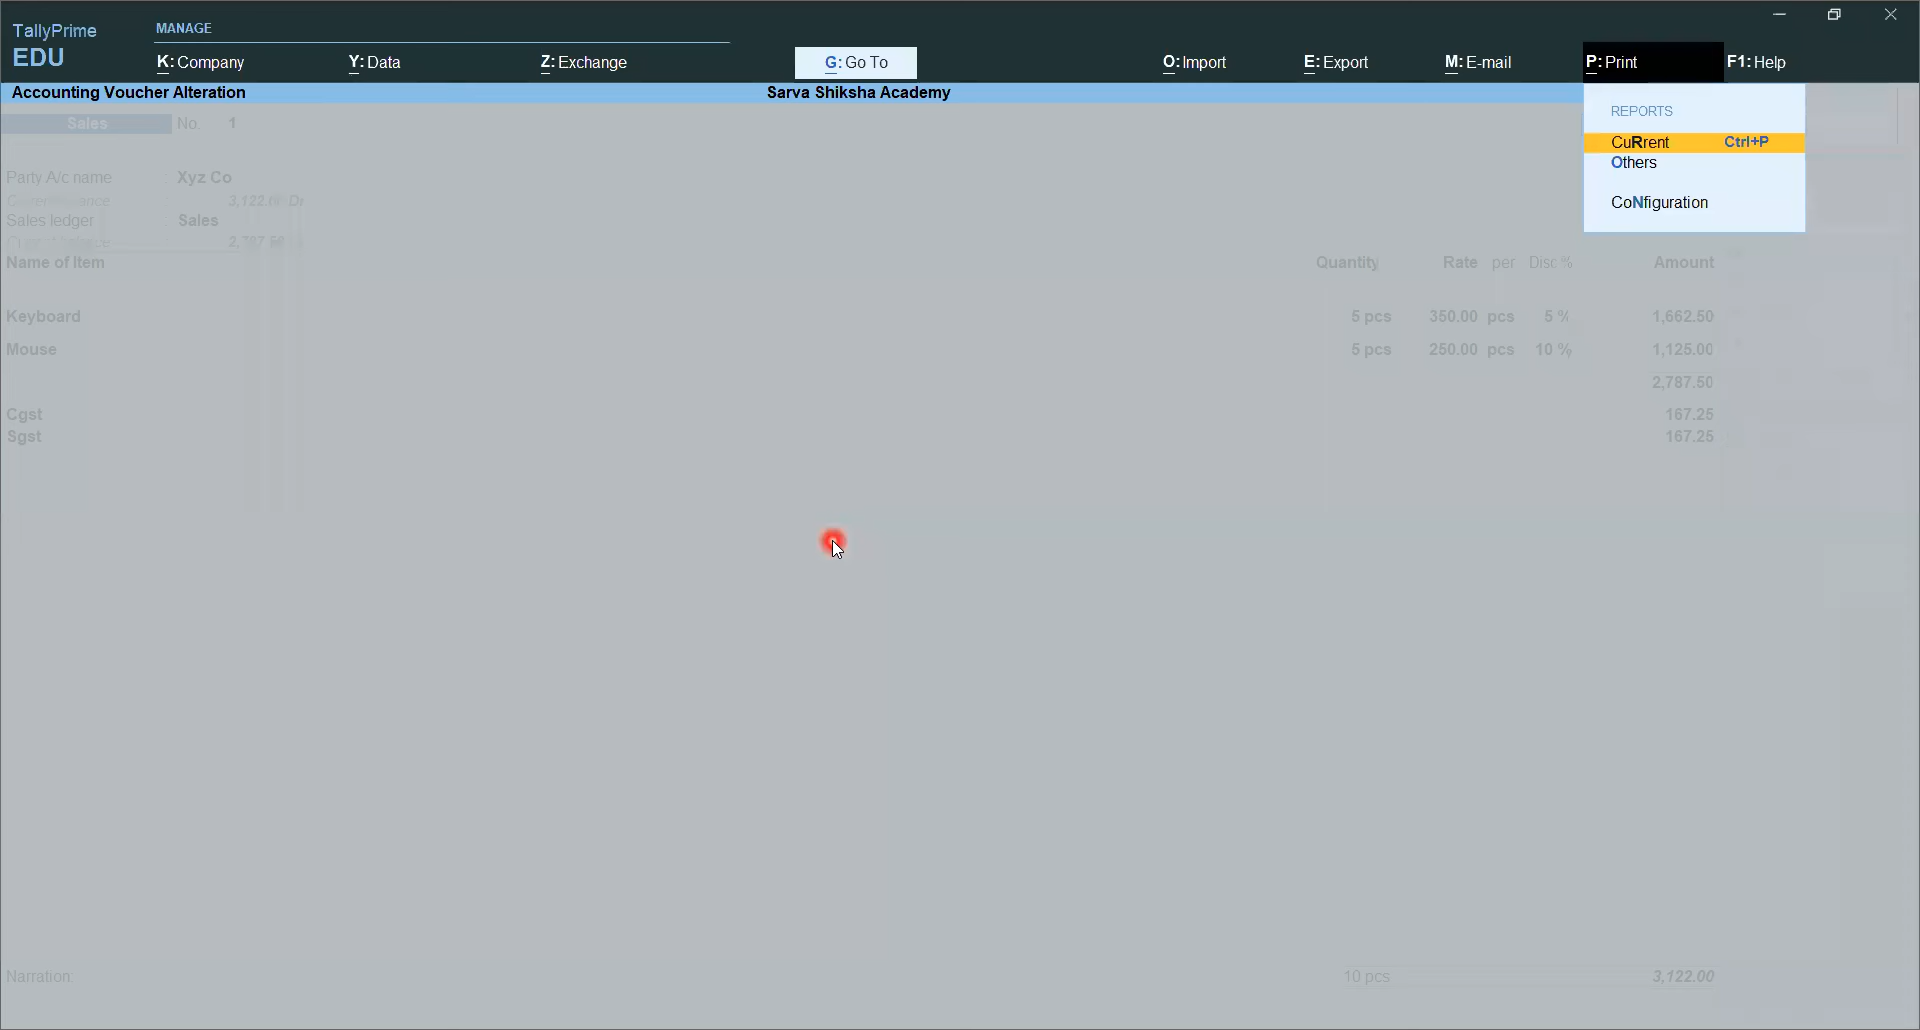 TallyPrime
EDU
MANAGE
K: Company Y: Data Z: Exchange G: Go To O: Import E: Export M: E-mail P: Print F1: Help
Accounting Voucher Alteration Sarva Shiksha Academy
REPORTS
CuRrent Ctrl+P
Others
CoNfiguration
Sales No. 1
Party A/c name : Xyz Co
3,122.00 Dr
Sales ledger : Sales
Name of Item Quantity Rate per Disc % Amount
Keyboard 5 pcs 350.00 pcs 5 % 1,662.50
Mouse 5 pcs 250.00 pcs 10 % 1,125.00
2,787.50
Cgst 167.25
Sgst 167.25
Narration: 10 pcs 3,122.00